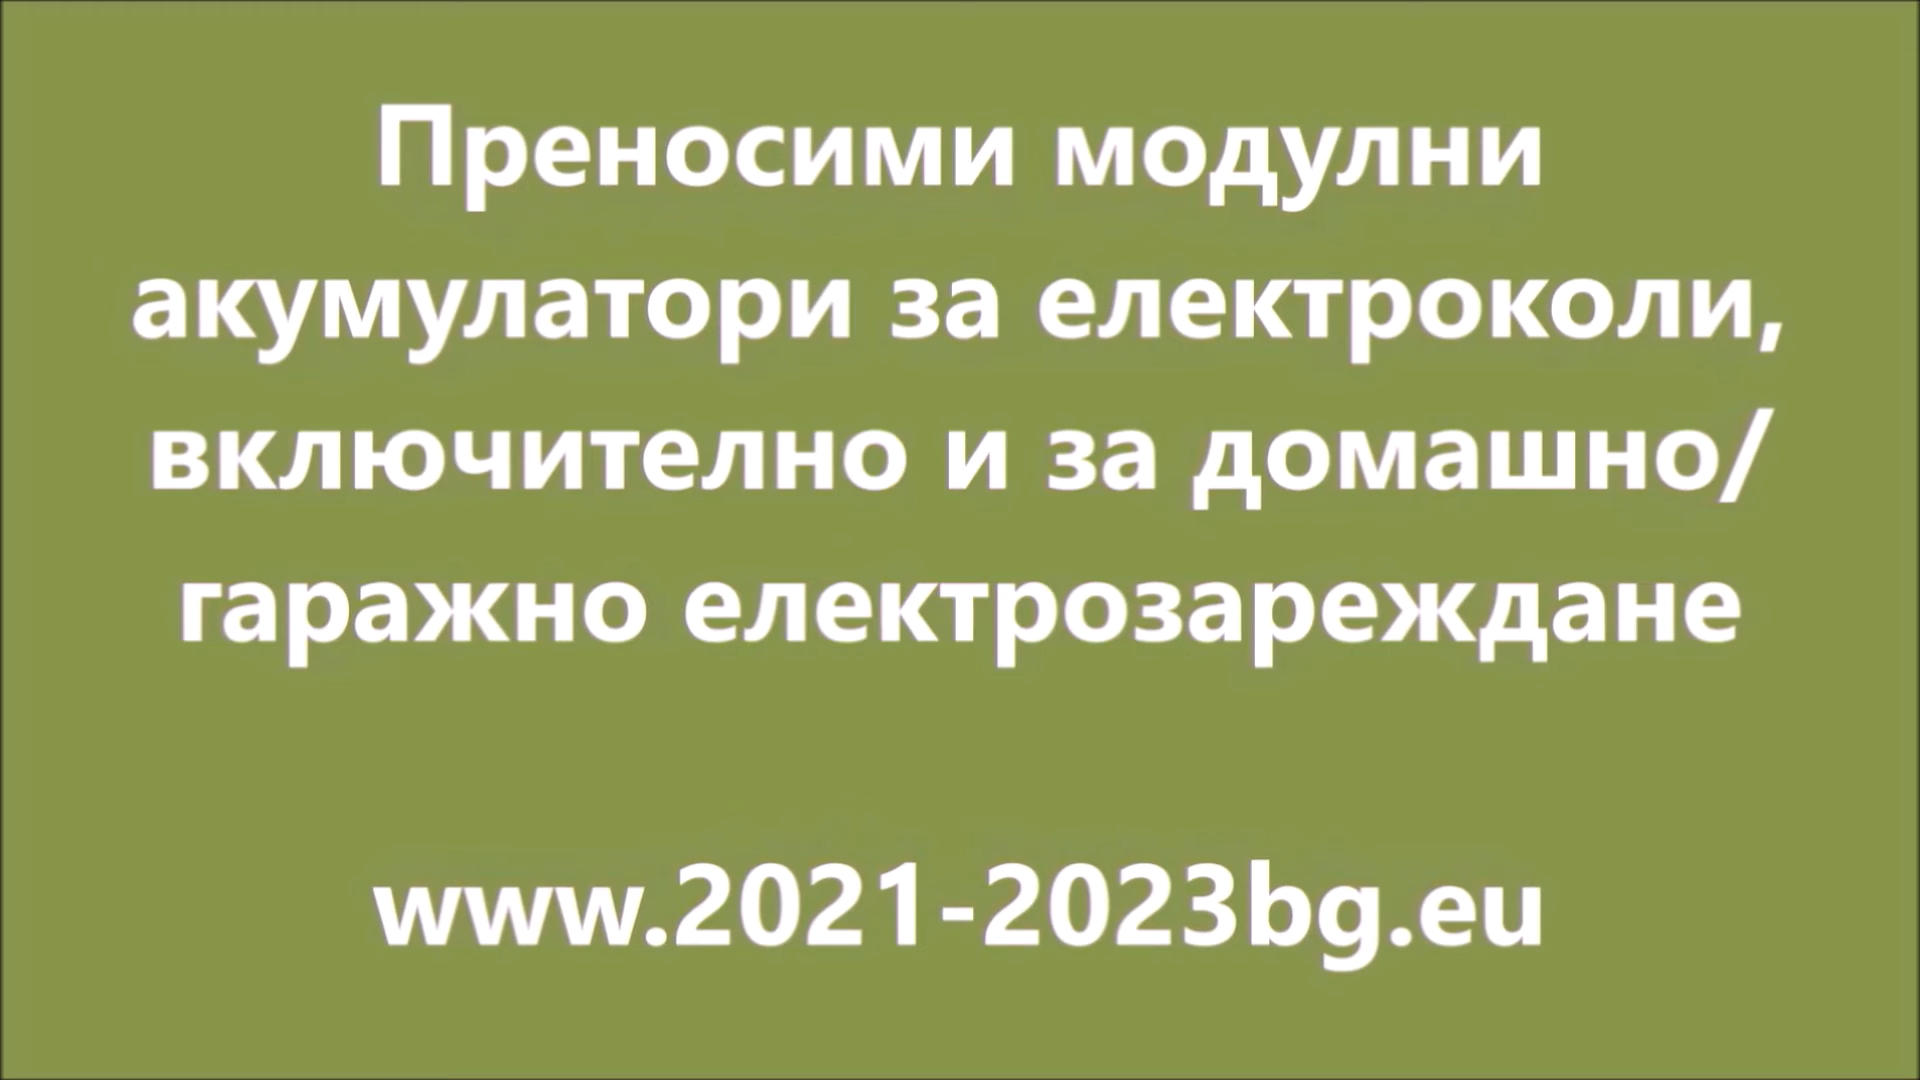 Преносими модулни
акумулатори за електроколи,
включително и за домашно/
гаражно електрозареждане
www.2021-2023bg.eu